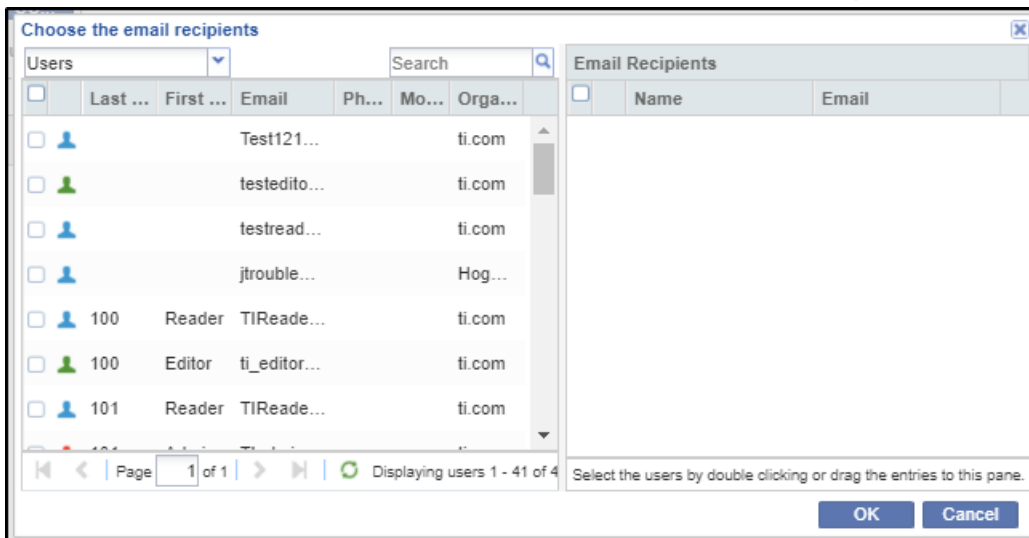 Choose the email recipients
Users Search
Last ... First ... Email Ph... Mo... Orga...
Test121... ti.com
testedito... ti.com
testread... ti.com
jtrouble... Hog...
100 Reader TIReade... ti.com
100 Editor ti_editor... ti.com
101 Reader TIReade... ti.com
Page 1 of 1 Displaying users 1 - 41 of 4
Email Recipients
Name Email
Select the users by double clicking or drag the entries to this pane.
OK Cancel